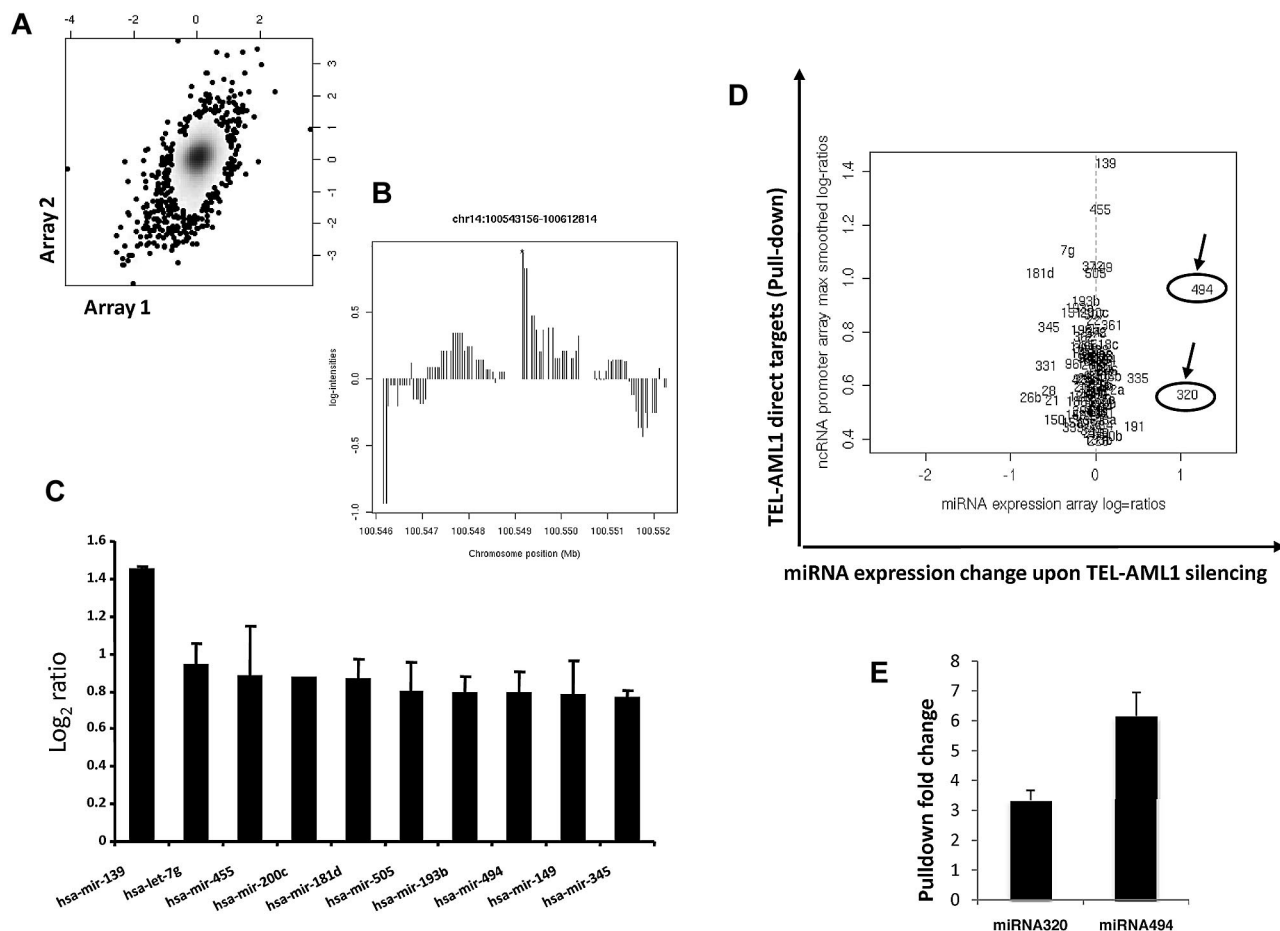 A
-4 -2 0 2
3
2
1
0
-1
-2
-3
Array 2
Array 1
B
chr14:100543156-100612814
*
0.5
0.0
-0.5
-1.0
log-intensities
100.546 100.547 100.548 100.549 100.550 100.551 100.552
Chromosome position (Mb)
C
1.6
1.4
1.2
1
0.8
0.6
0.4
0.2
0
Log2 ratio
hsa-mir-139
hsa-let-7g
hsa-mir-455
hsa-mir-200c
hsa-mir-181d
hsa-mir-505
hsa-mir-193b
hsa-mir-494
hsa-mir-149
hsa-mir-345
D
TEL-AML1 direct targets (Pull-down)
ncRNA promoter array max smoothed log-ratios
1.4
1.2
1.0
0.8
0.6
0.4
139
455
7g
181d
505
494
193b
361
345
331
335
320
28
26b
21
150
191
-2 -1 0 1
miRNA expression array log=ratios
miRNA expression change upon TEL-AML1 silencing
E
Pulldown fold change
8
7
6
5
4
3
2
1
0
miRNA320 miRNA494